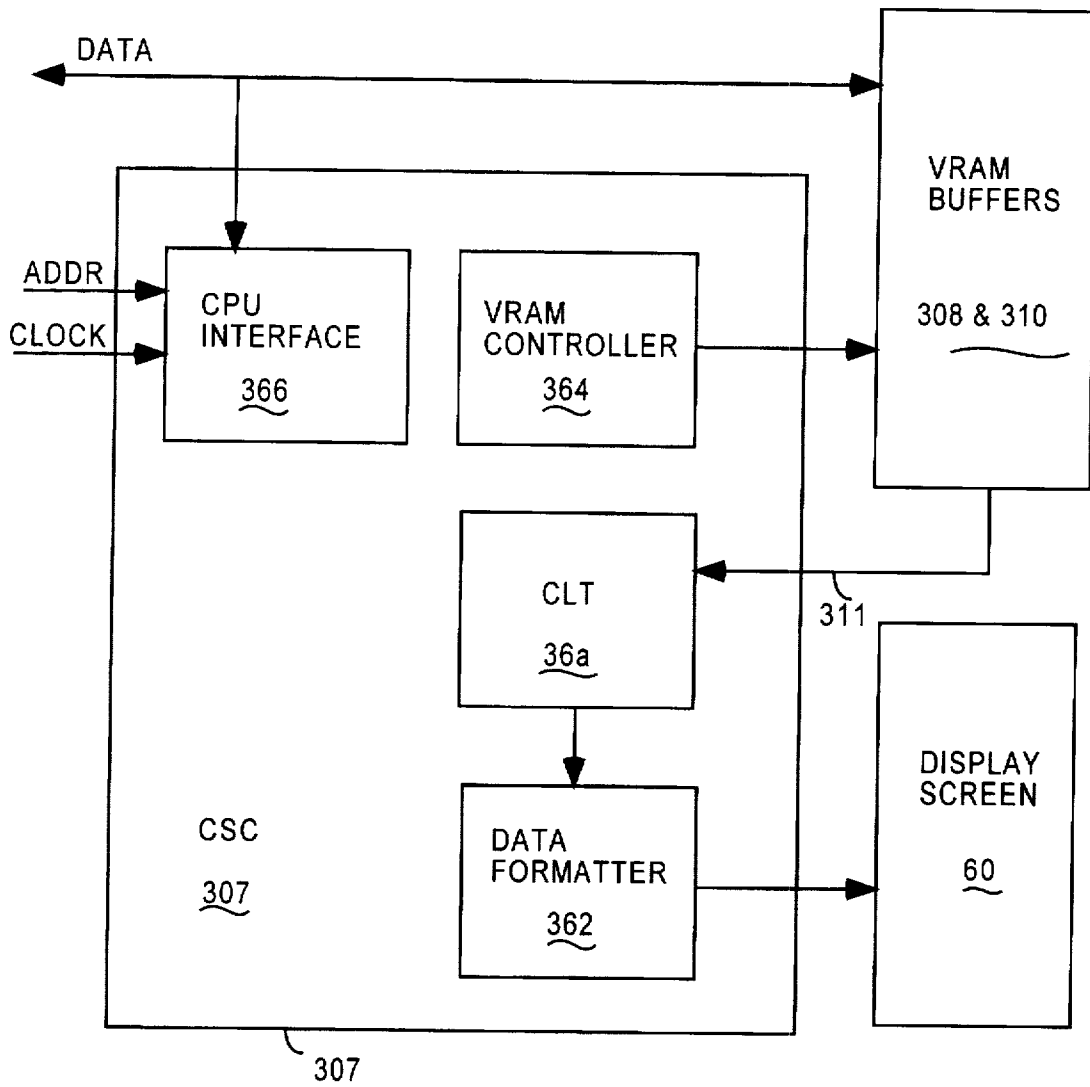 DATA
VRAM
BUFFERS
308 & 310
ADDR
CLOCK
CPU
INTERFACE
366
VRAM
CONTROLLER
364
CLT
36a
311
DISPLAY
SCREEN
60
CSC
307
DATA
FORMATTER
362
307